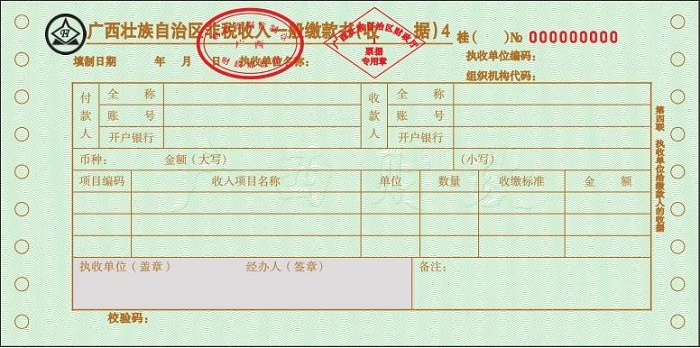 广西壮族自治区非税收入一般缴款书(收 据)4 桂( )№ 000000000
广西
广西壮族自治区财政厅
票据
专用章
填制日期 年 月 日 执收单位名称: 执收单位编码:
组织机构代码:
付款人 全 称 收款人 全 称
账 号 账 号
开户银行 开户银行
币种: 金额(大写) (小写)
项目编码 收入项目名称 单位 数量 收缴标准 金 额
执收单位(盖章) 经办人(签章) 备注:
校验码:
第四联 执收单位给缴款人的收据